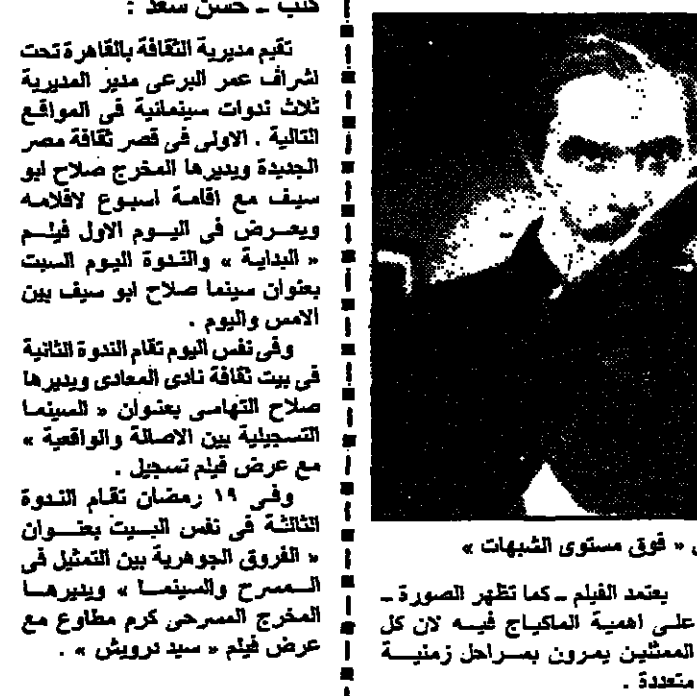 كتب ـ حسن سعد :
تقيم مديرية الثقافة بالقاهرة تحت
اشراف عمر البرعى مدير المديرية
ثلاث ندوات سينمائية فى المواقع
التالية . الاولى فى قصر ثقافة مصر
الجديدة ويديرها المخرج صلاح ابو
سيف مع اقامة اسبوع لافلامه
ويعرض فى اليوم الاول فيلم
« البداية » والندوة اليوم السبت
بعنوان سينما صلاح ابو سيف بين
الامس واليوم .
وفى نفس اليوم تقام الندوة الثانية
فى بيت ثقافة نادى المعادى ويديرها
صلاح التهامى بعنوان « السينما
التسجيلية بين الاصالة والواقعية »
مع عرض فيلم تسجيل .
وفى ١٩ رمضان تقام الندوة
الثالثة فى نفس البيت بعنوان
« الفروق الجوهرية بين التمثيل فى
المسرح والسينما » ويديرها
المخرج المسرحى كرم مطاوع مع
عرض فيلم « سيد درويش » .
« فوق مستوى الشبهات »
يعتمد الفيلم ـ كما تظهر الصورة ـ
على اهمية الماكياج فيه لان كل
الممثلين يمرون بمراحل زمنية
متعددة .